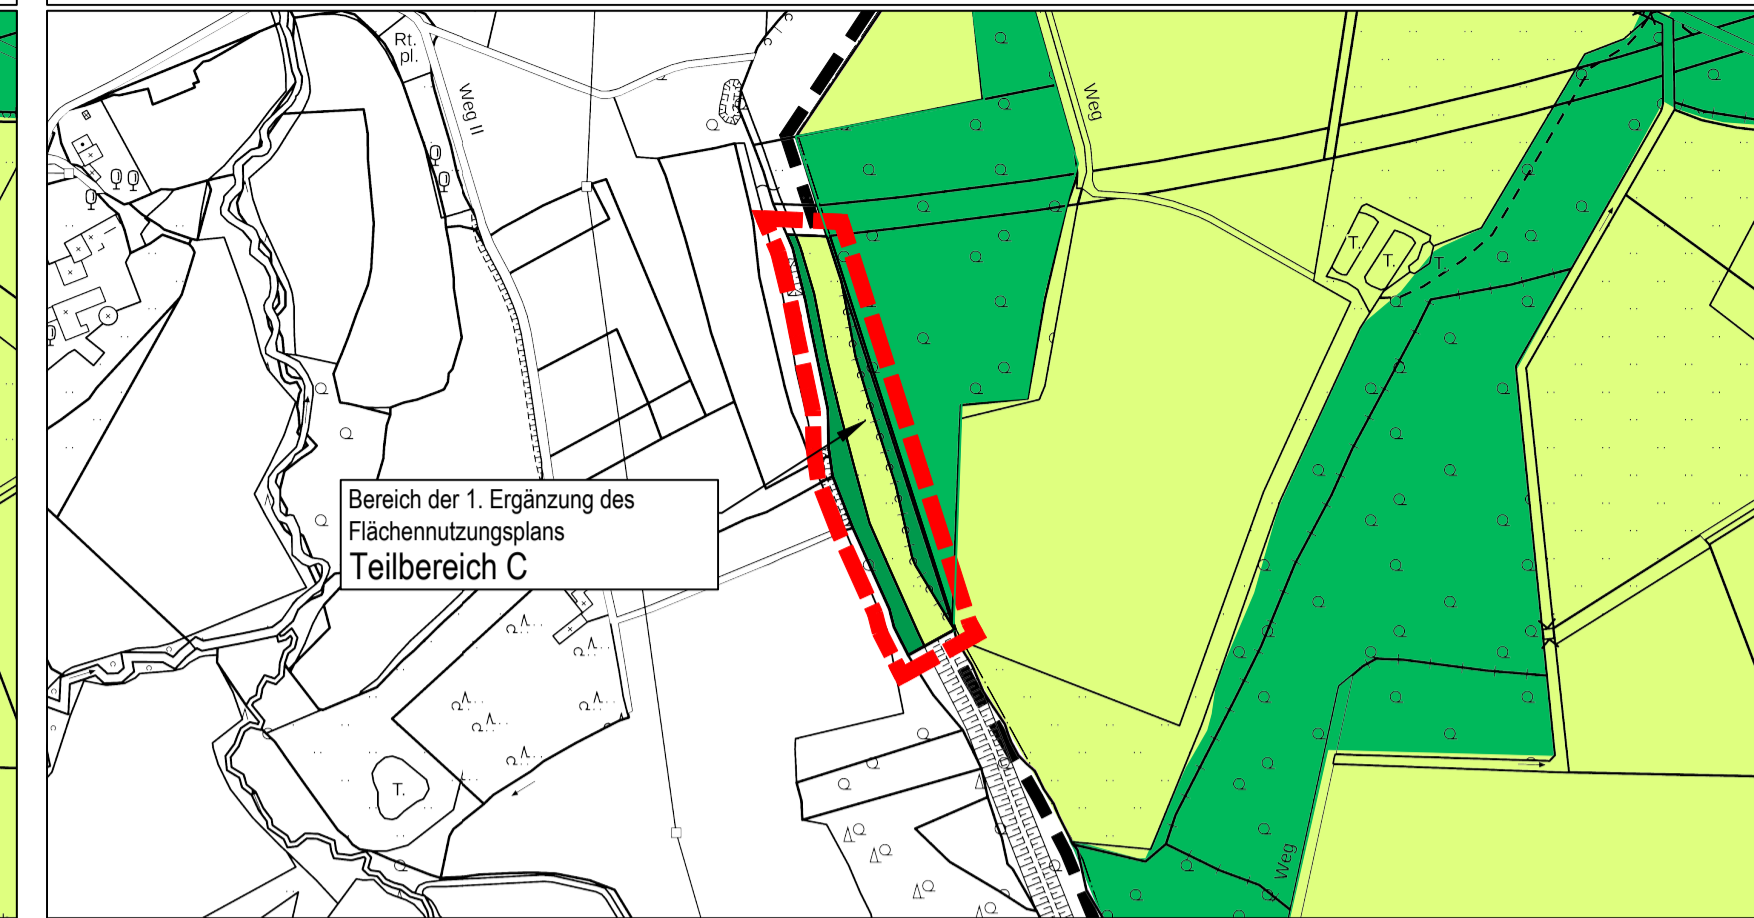 Rt.
pl.
Weg II
Weg
T.
T.
T.
Bereich der 1. Ergänzung des
Flächennutzungsplans
Teilbereich C
T.
Weg